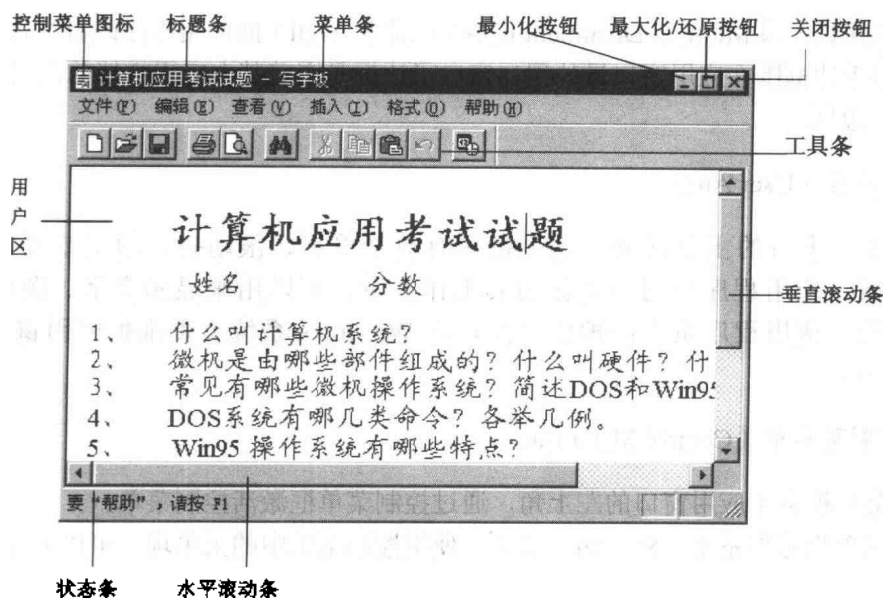 控制菜单图标 标题条 菜单条 最小化按钮 最大化/还原按钮 关闭按钮
计算机应用考试试题 - 写字板
文件(F) 编辑(E) 查看(V) 插入(I) 格式(O) 帮助(H)
工具条
用户区
计算机应用考试试题
姓名 分数
垂直滚动条
1、 什么叫计算机系统?
2、 微机是由哪些部件组成的? 什么叫硬件? 什
3、 常见有哪些微机操作系统? 简述DOS和Win95
4、 DOS系统有哪几类命令? 各举几例。
5、 Win95 操作系统有哪些特点?
要“帮助”,请按 F1
状态条 水平滚动条